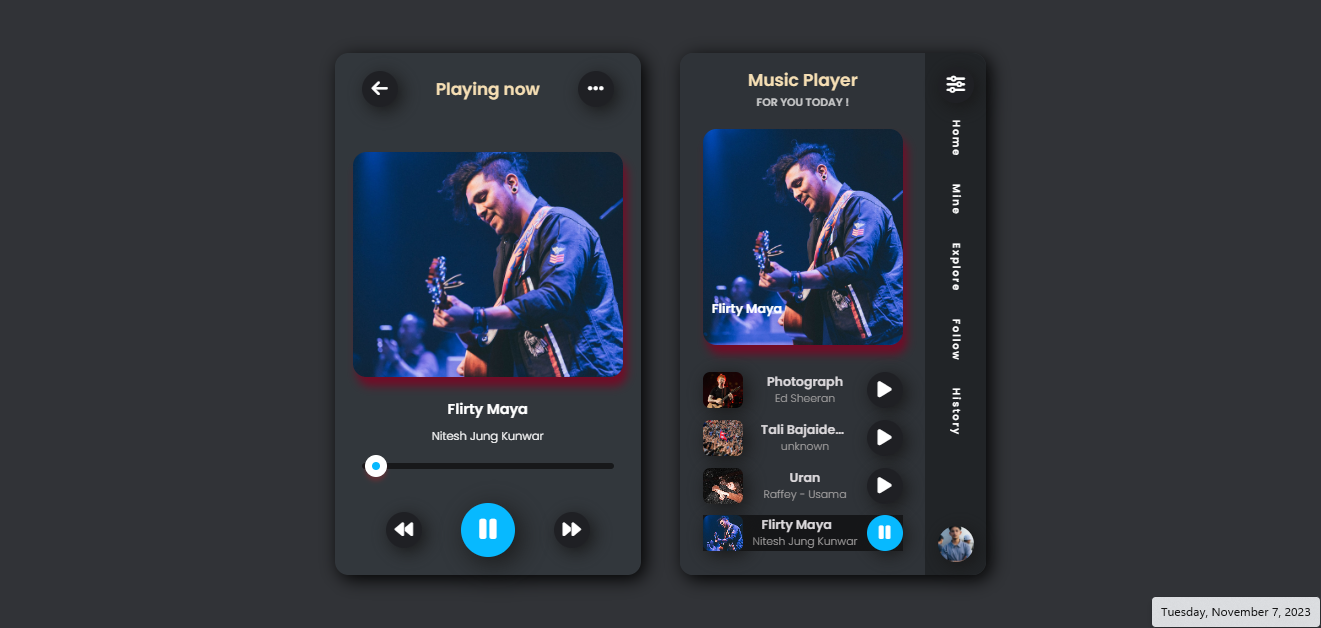 Playing now
Flirty Maya
Nitesh Jung Kunwar
Music Player
FOR YOU TODAY !
Flirty Maya
Photograph
Ed Sheeran
Tali Bajaide...
unknown
Uran
Raffey - Usama
Flirty Maya
Nitesh Jung Kunwar
Home
Mine
Explore
Follow
History
Tuesday, November 7, 2023